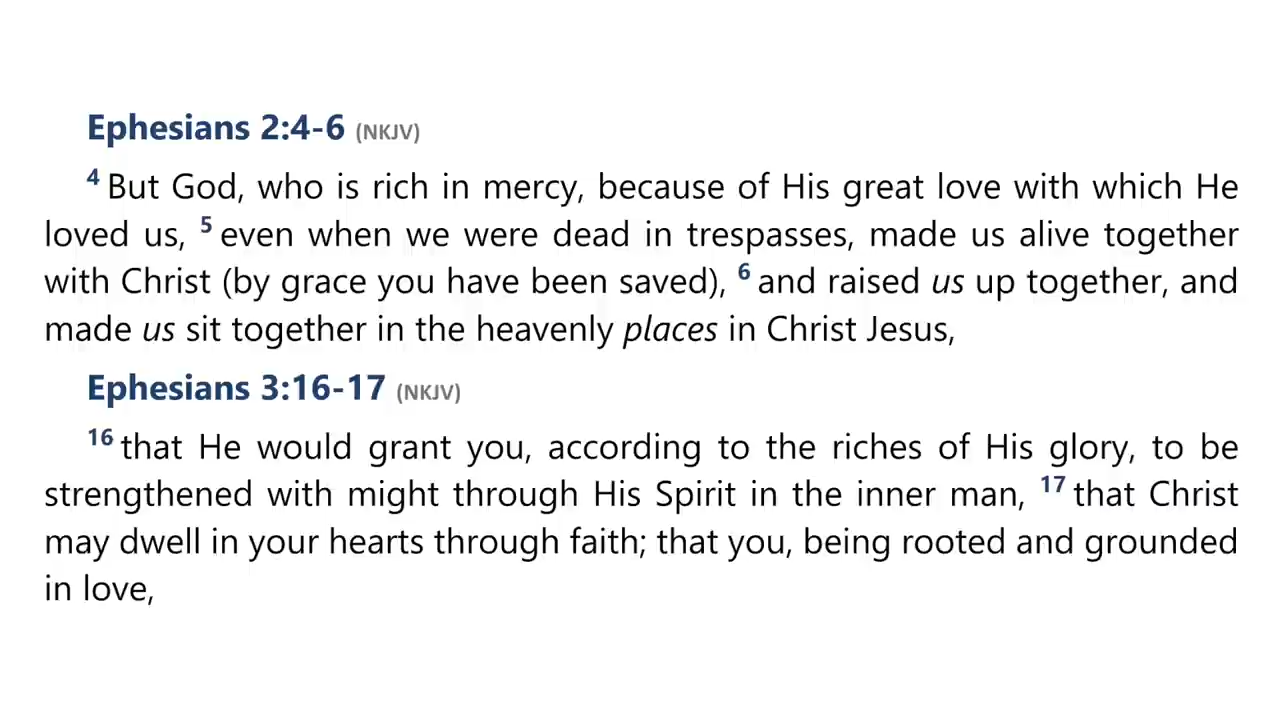 Ephesians 2:4-6 (NKJV)
4 But God, who is rich in mercy, because of His great love with which He
loved us, 5 even when we were dead in trespasses, made us alive together
with Christ (by grace you have been saved), 6 and raised us up together, and
made us sit together in the heavenly places in Christ Jesus,
Ephesians 3:16-17 (NKJV)
16 that He would grant you, according to the riches of His glory, to be
strengthened with might through His Spirit in the inner man, 17 that Christ
may dwell in your hearts through faith; that you, being rooted and grounded
in love,